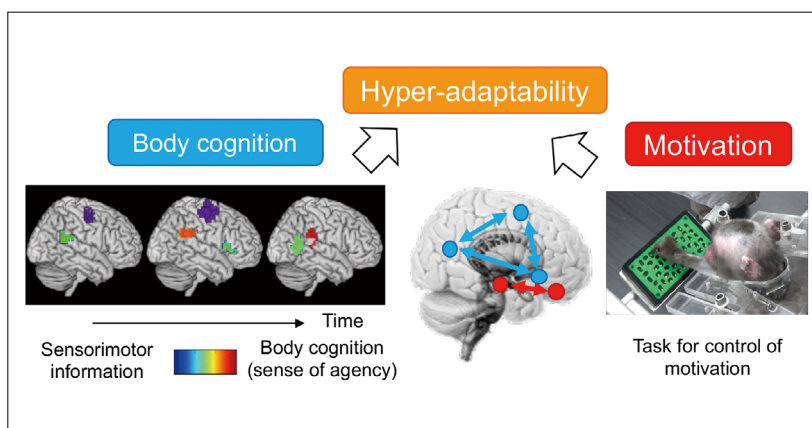 Hyper-adaptability
Body cognition
Motivation
Time
Sensorimotor
information
Body cognition
(sense of agency)
Task for control of
motivation